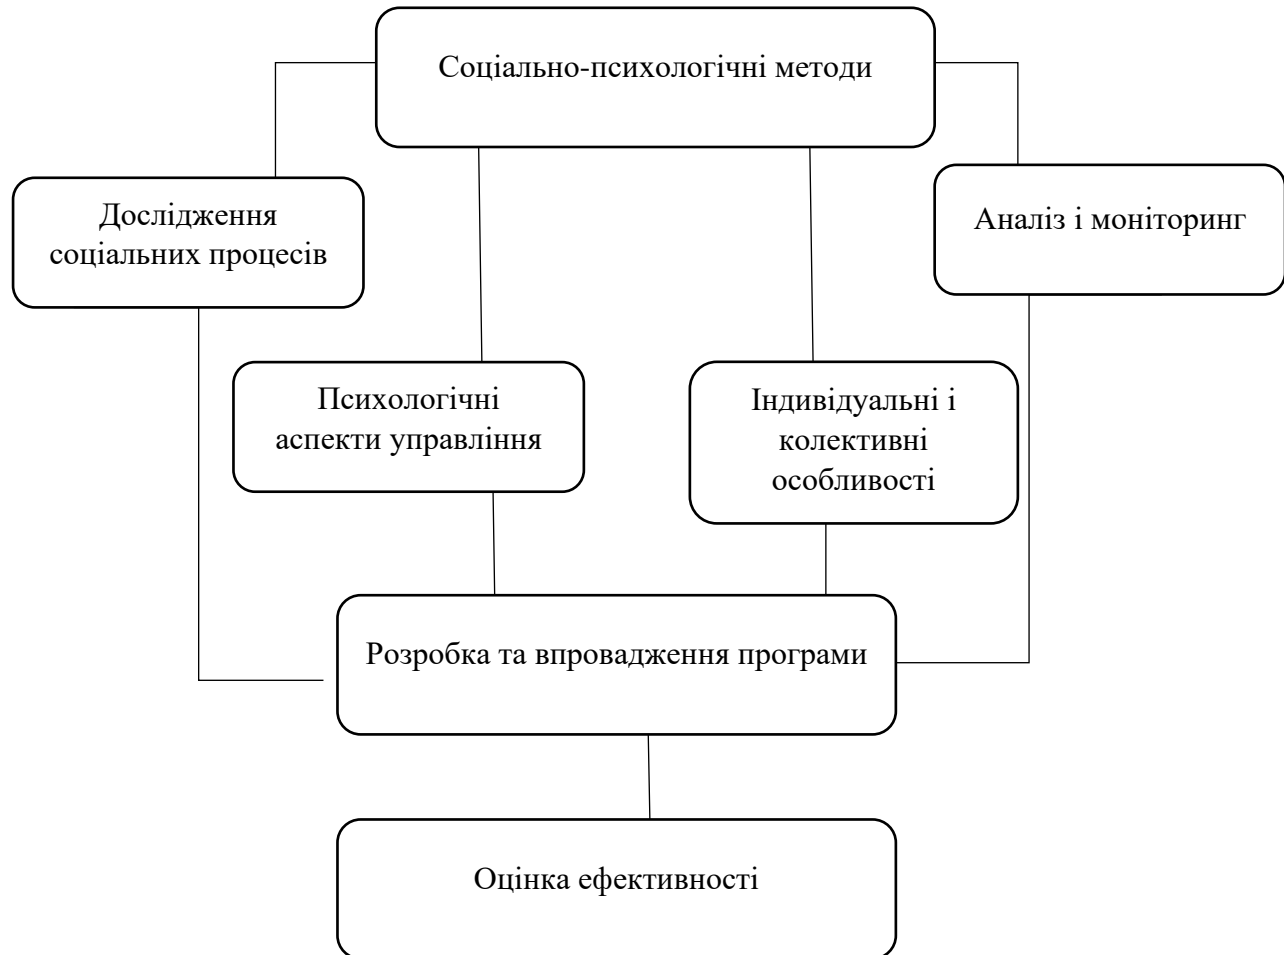 Соціально-психологічні методи
Дослідження
соціальних процесів
Аналіз і моніторинг
Психологічні
аспекти управління
Індивідуальні і
колективні
особливості
Розробка та впровадження програми
Оцінка ефективності